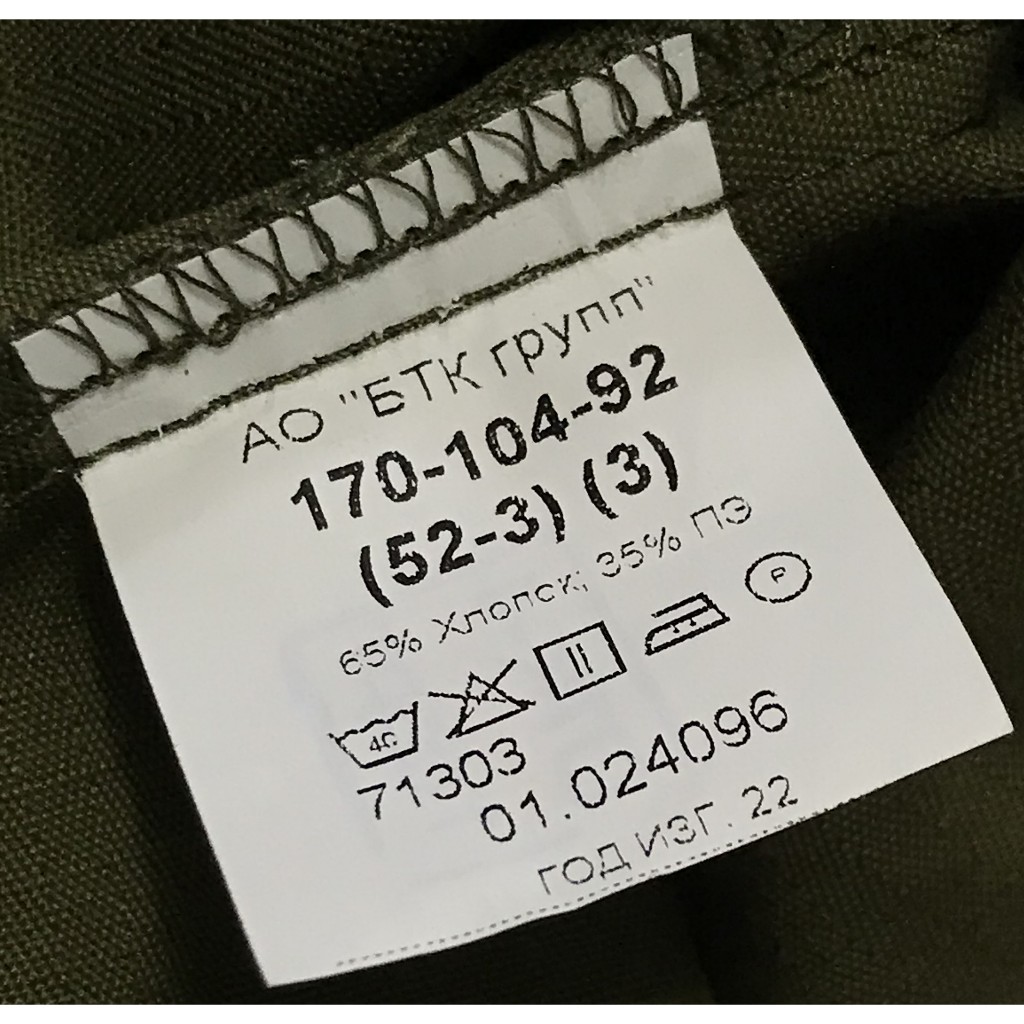 АО "БТК групп"
170-104-92
(52-3) (3)
65% Хлопок; 35% ПЭ
40 P
71303
01.024096
ГОД ИЗГ. 22